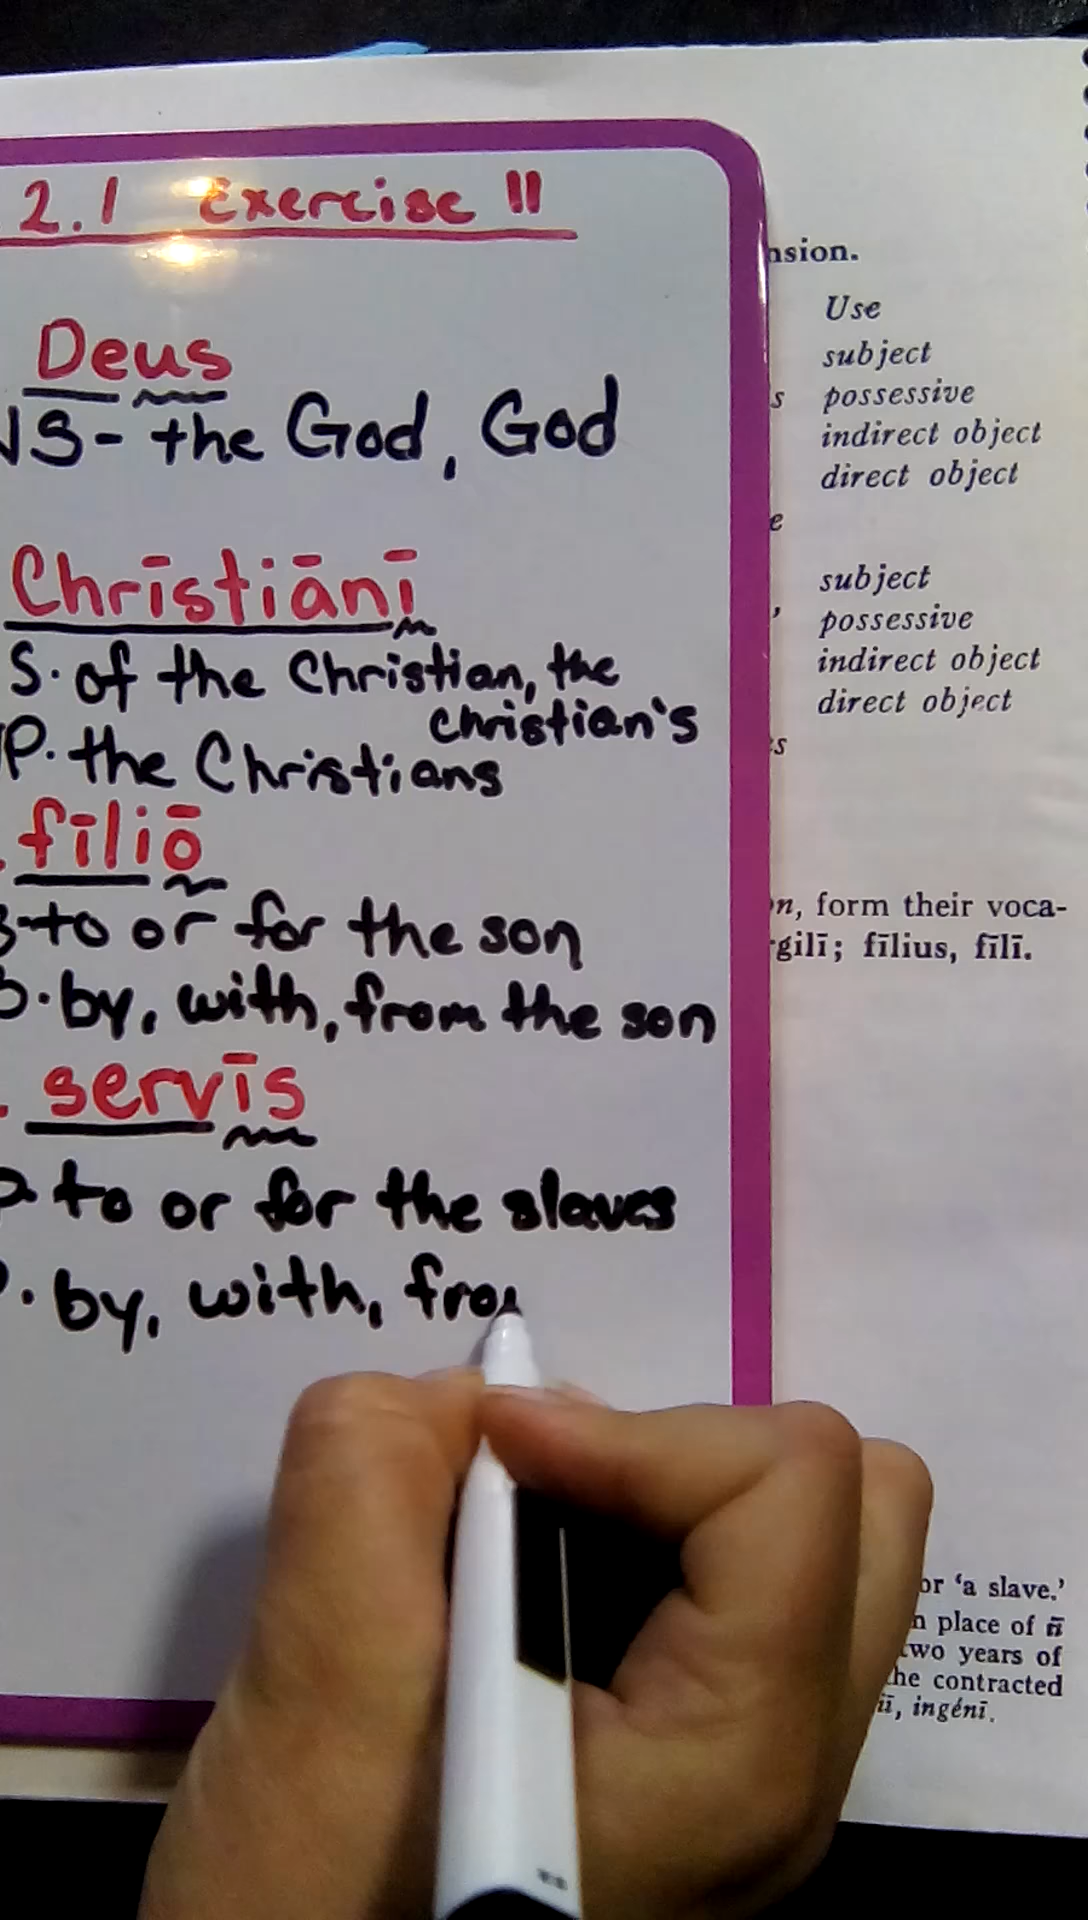 2.1 Exercise II
Deus
NS- the God, God
Christiānī
S. of the Christian, the
christian's
P. the Christians
fīliō
to or for the son
by, with, from the son
servīs
to or for the slaves
by, with, fro
nsion.
Use
subject
s possessive
indirect object
direct object
e
subject
possessive
indirect object
direct object
s
n, form their voca-
gilī; fīlius, fīlī.
or ‘a slave.’
n place of ñ
two years of
the contracted
iī, ingénī.